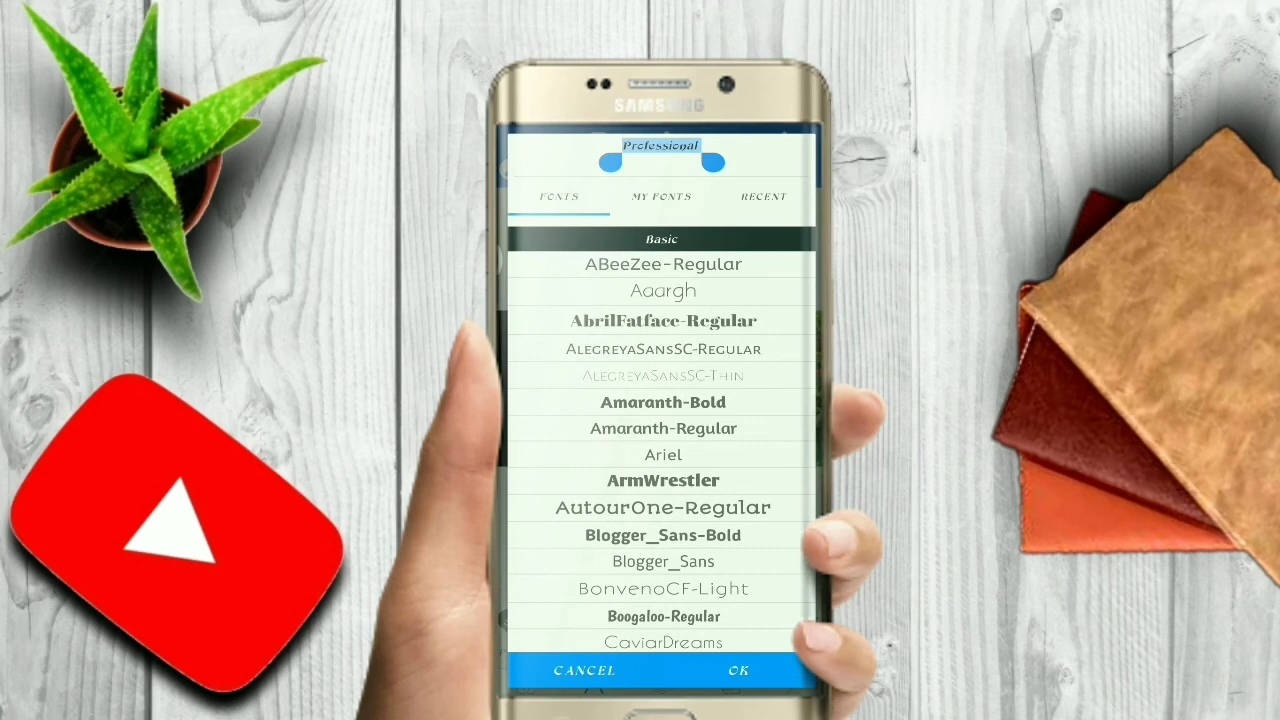 SAMSUNG
Professional
FONTS MY FONTS RECENT
Basic
ABeeZee-Regular
Aaargh
AbrilFatface-Regular
AlegreyaSansSC-Regular
AlegreyaSansSC-Thin
Amaranth-Bold
Amaranth-Regular
Ariel
ArmWrestler
AutourOne-Regular
Blogger_Sans-Bold
Blogger_Sans
BonvenoCF-Light
Boogaloo-Regular
CaviarDreams
CANCEL OK